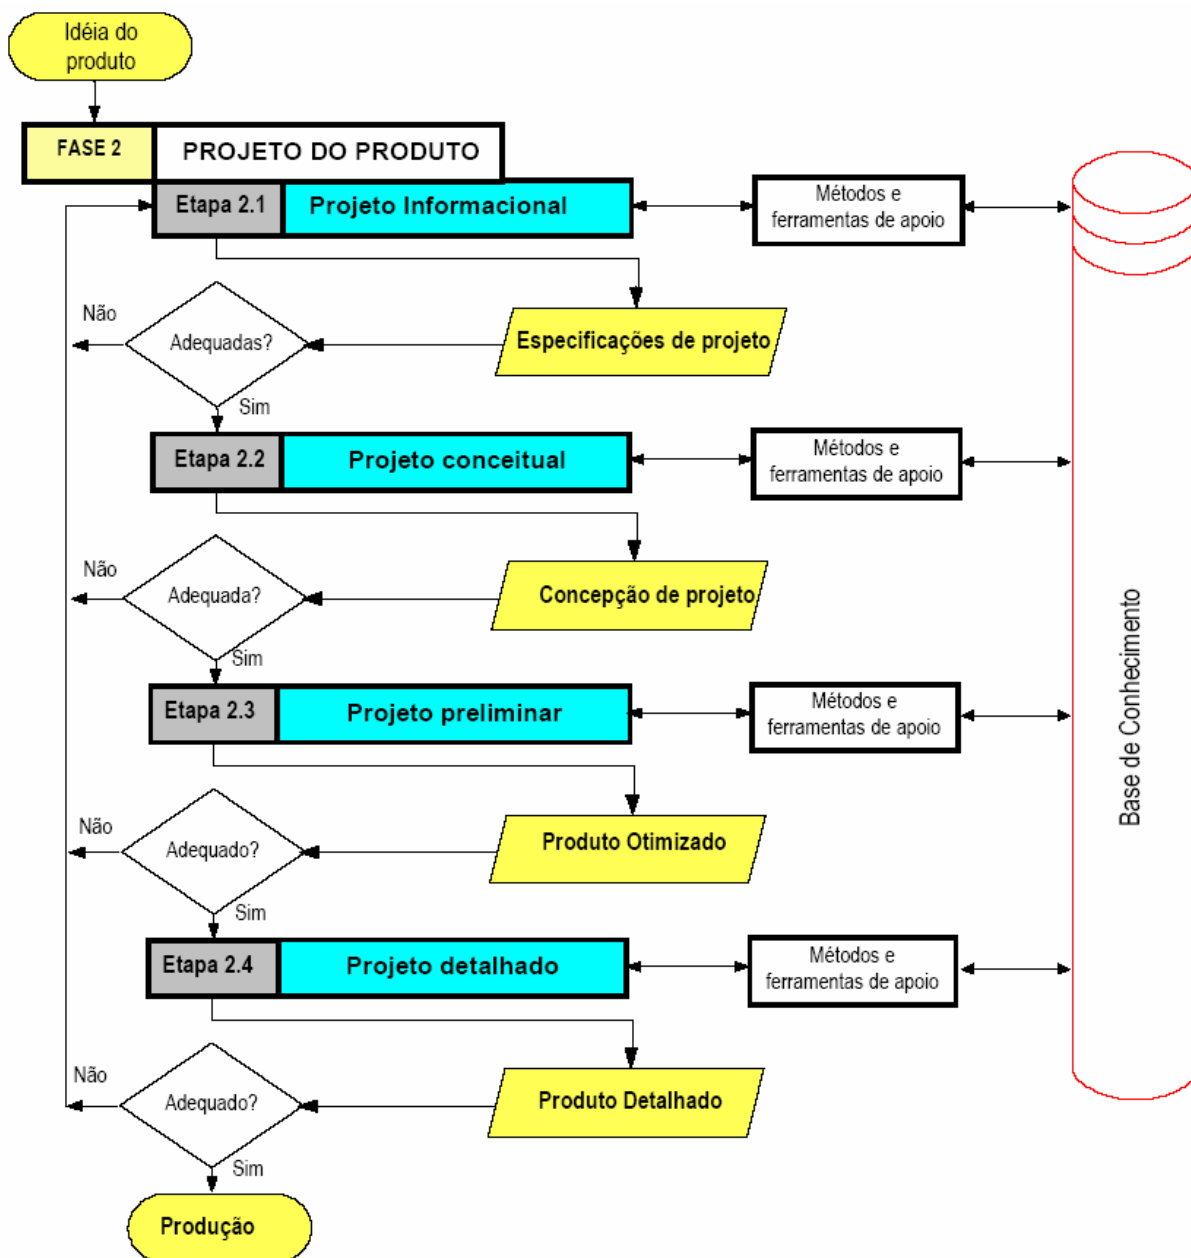 Idéia do
produto
FASE 2
PROJETO DO PRODUTO
Etapa 2.1
Projeto Informacional
Métodos e
ferramentas de apoio
Não
Adequadas?
Especificações de projeto
Sim
Etapa 2.2
Projeto conceitual
Métodos e
ferramentas de apoio
Não
Adequada?
Concepção de projeto
Sim
Etapa 2.3
Projeto preliminar
Métodos e
ferramentas de apoio
Não
Adequado?
Produto Otimizado
Sim
Etapa 2.4
Projeto detalhado
Métodos e
ferramentas de apoio
Não
Adequado?
Produto Detalhado
Sim
Produção
Base de Conhecimento